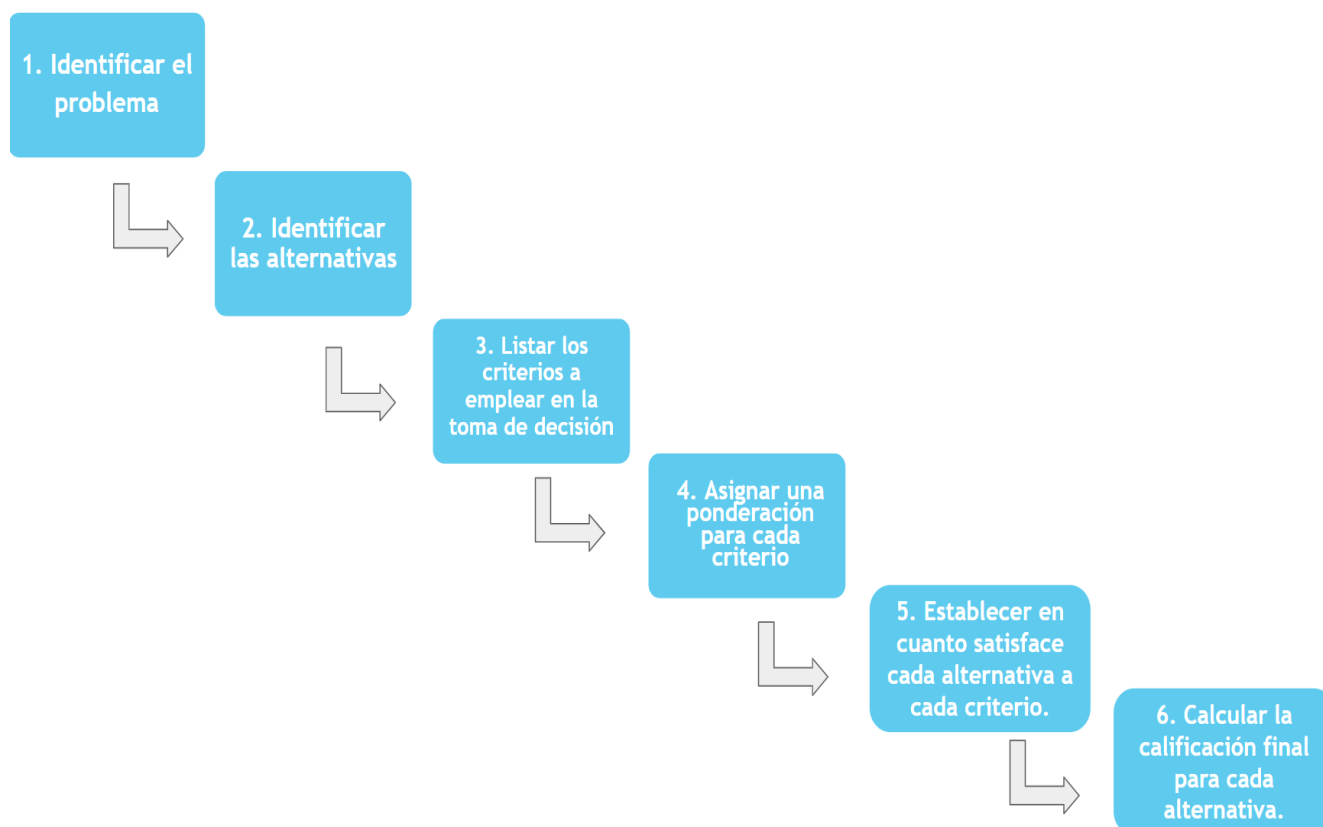 1. Identificar el
problema
2. Identificar
las alternativas
3. Listar los
criterios a
emplear en la
toma de decisión
4. Asignar una
ponderación
para cada
criterio
5. Establecer en
cuanto satisface
cada alternativa a
cada criterio.
6. Calcular la
calificación final
para cada
alternativa.